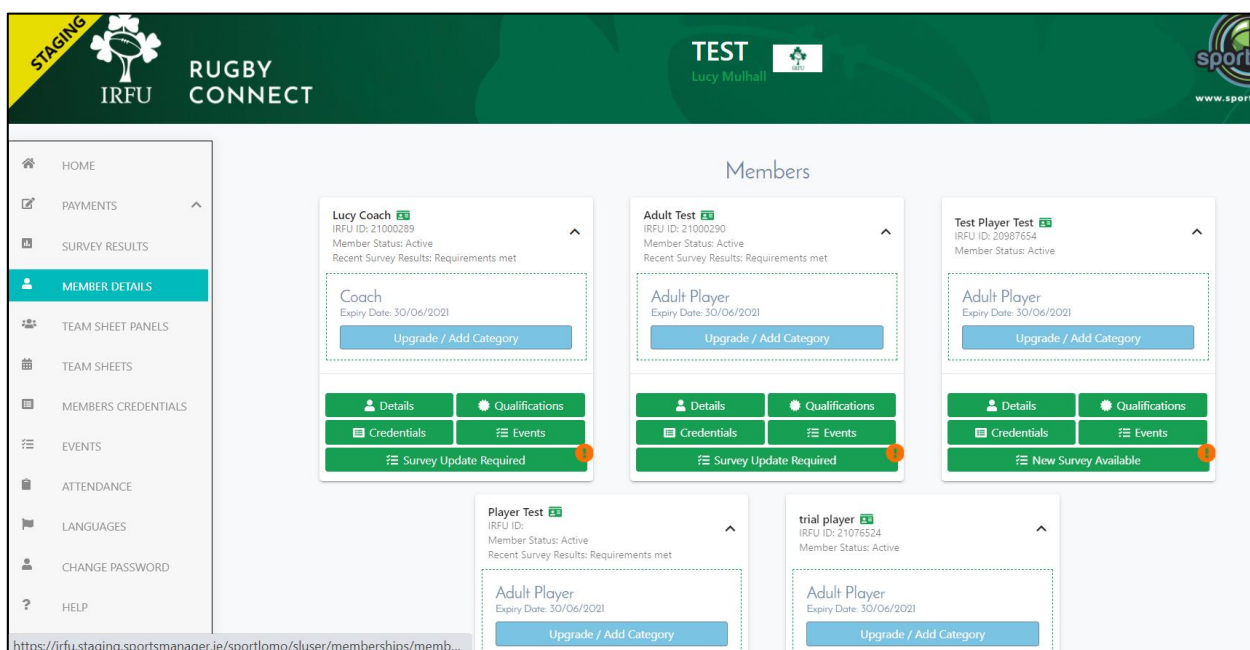 STAGING
IRFU
RUGBY
CONNECT
TEST
Lucy Mulhall
IRFU
www.spor
HOME
PAYMENTS
SURVEY RESULTS
MEMBER DETAILS
TEAM SHEET PANELS
TEAM SHEETS
MEMBERS CREDENTIALS
EVENTS
ATTENDANCE
LANGUAGES
CHANGE PASSWORD
HELP
https://irfu.staging.sportsmanager.ie/sportlomo/sluser/memberships/memb...
Members
Lucy Coach
IRFU ID: 21000289
Member Status: Active
Recent Survey Results: Requirements met
Coach
Expiry Date: 30/06/2021
Upgrade / Add Category
Details
Qualifications
Credentials
Events
Survey Update Required
Adult Test
IRFU ID: 21000290
Member Status: Active
Recent Survey Results: Requirements met
Adult Player
Expiry Date: 30/06/2021
Upgrade / Add Category
Details
Qualifications
Credentials
Events
Survey Update Required
Test Player Test
IRFU ID: 20987654
Member Status: Active
Adult Player
Expiry Date: 30/06/2021
Upgrade / Add Category
Details
Qualifications
Credentials
Events
New Survey Available
Player Test
IRFU ID:
Member Status: Active
Recent Survey Results: Requirements met
Adult Player
Expiry Date: 30/06/2021
Upgrade / Add Category
trial player
IRFU ID: 21076524
Member Status: Active
Adult Player
Expiry Date: 30/06/2021
Upgrade / Add Category